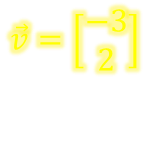 v⃗ = [−3
2]